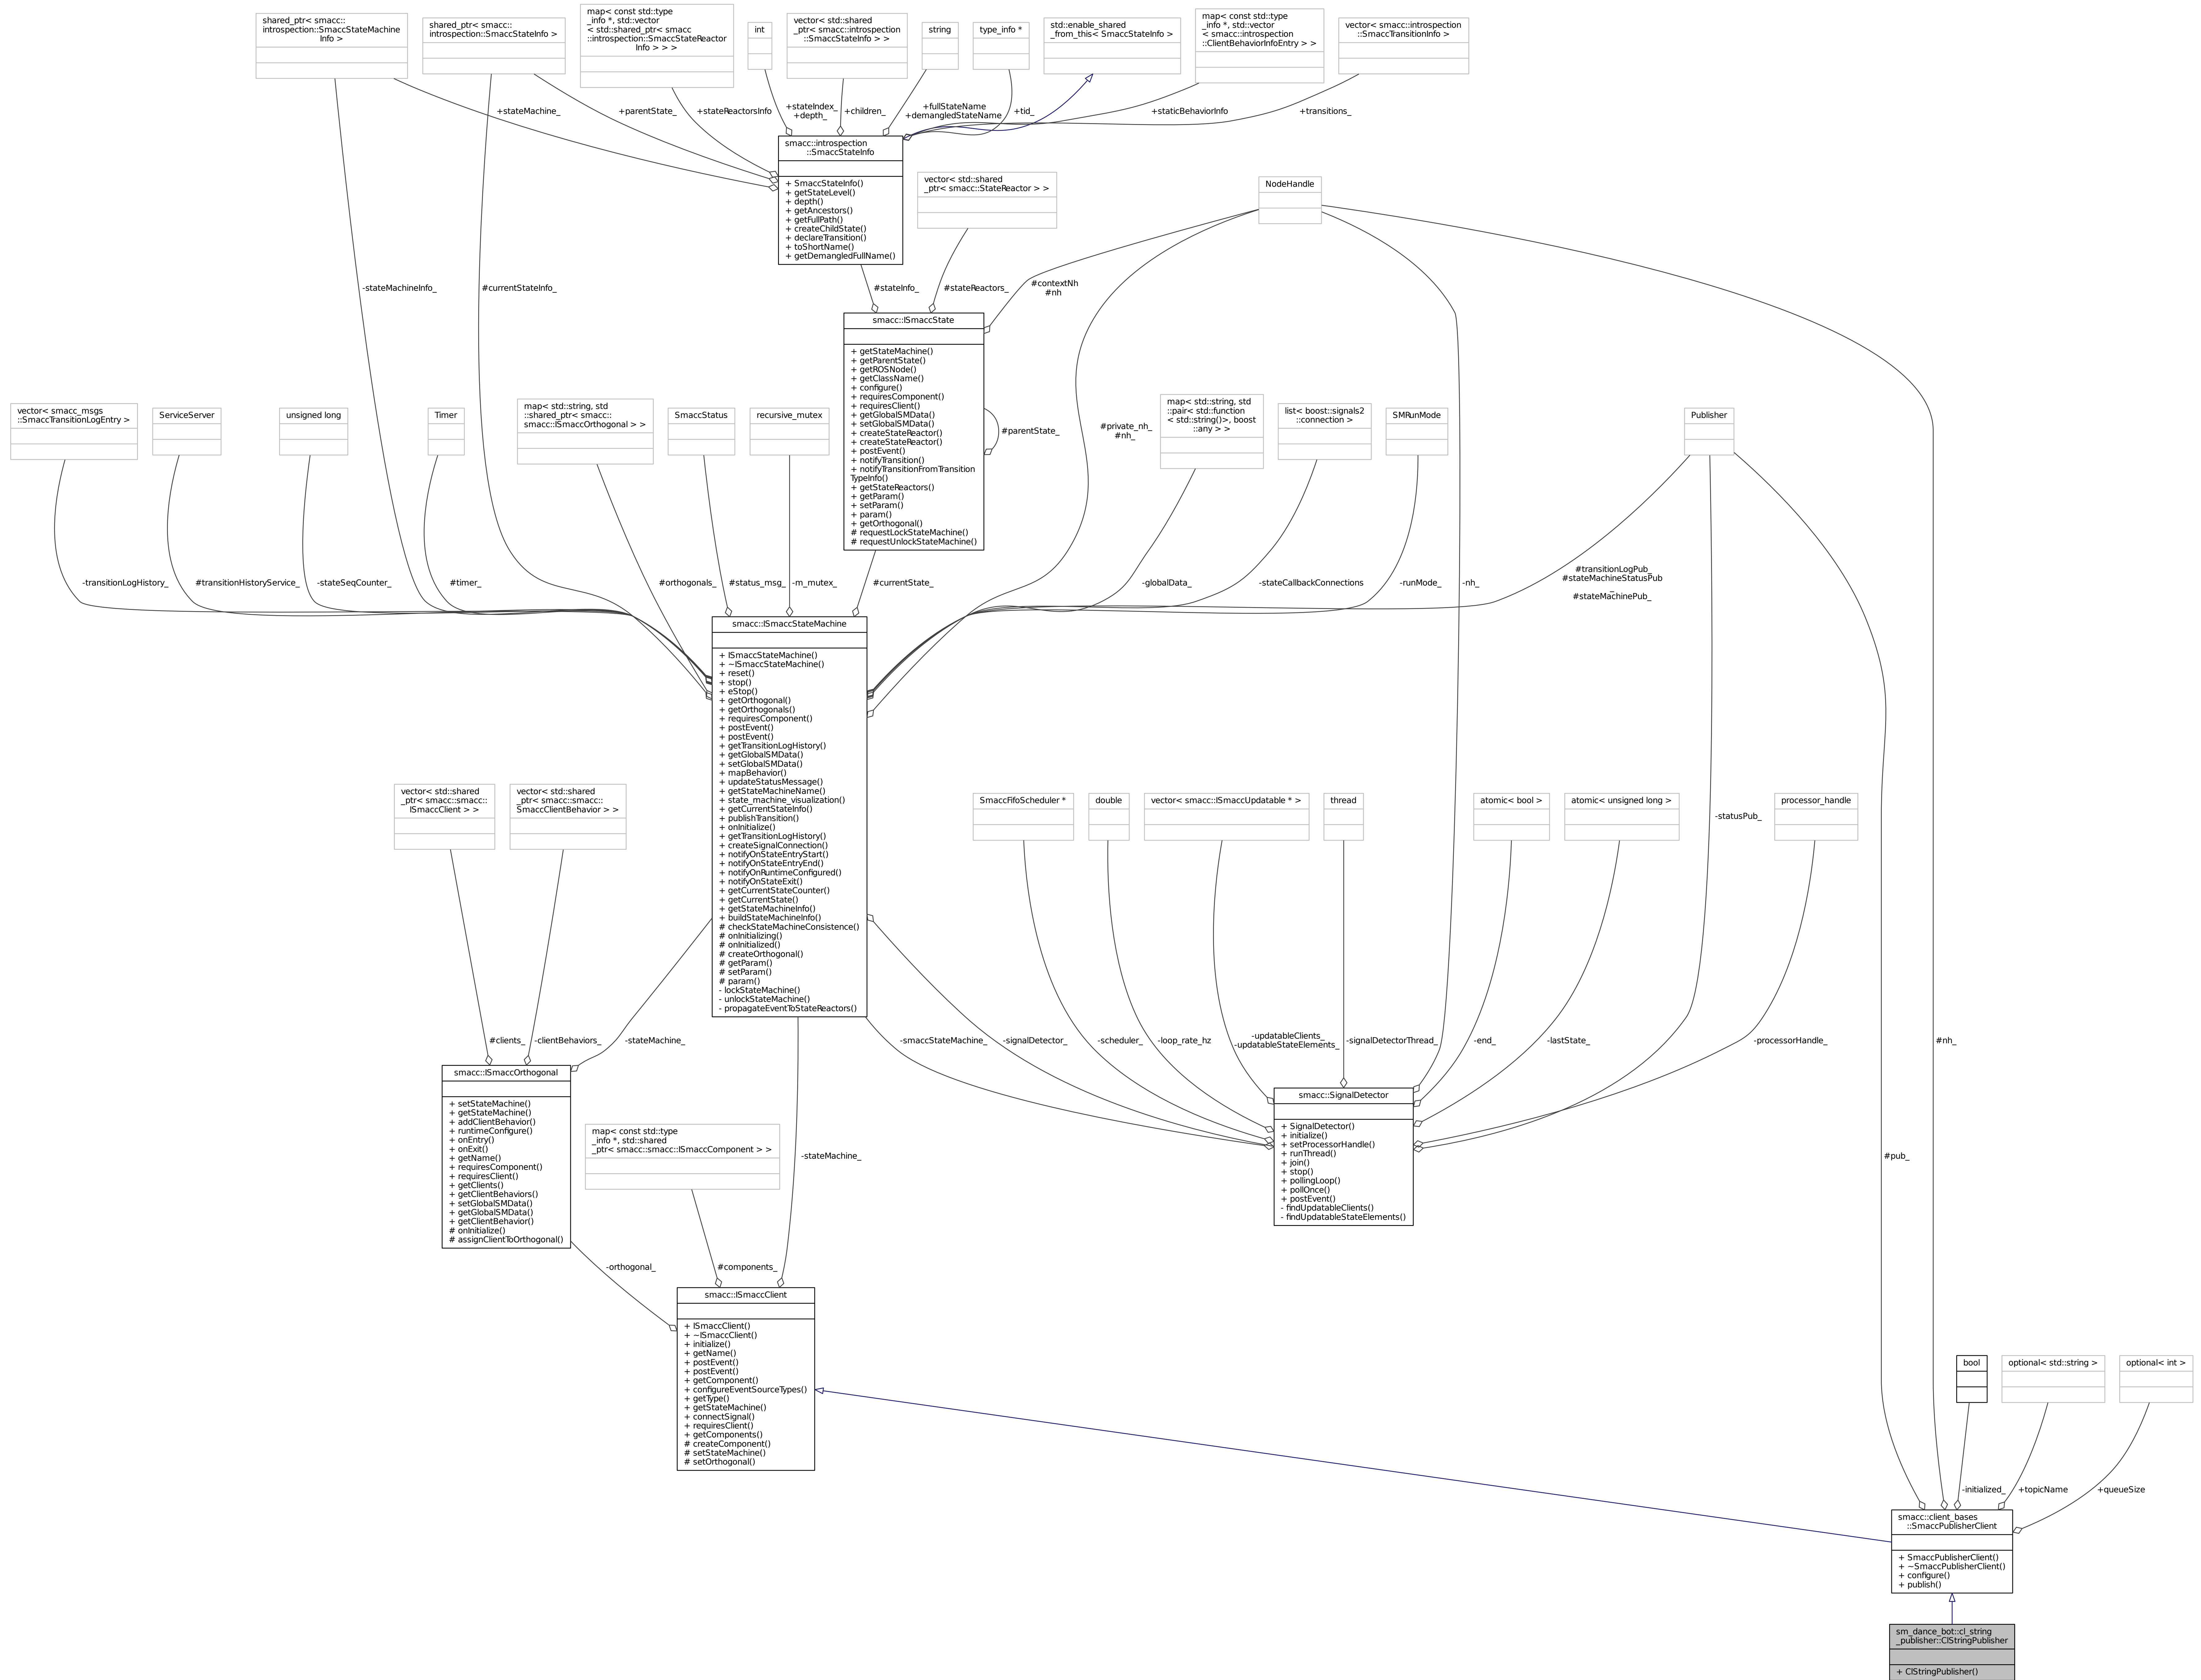 shared_ptr< smacc::
introspection::SmaccStateMachine
Info >
shared_ptr< smacc::
introspection::SmaccStateInfo >
map< const std::type
_info *, std::vector
< std::shared_ptr< smacc
::introspection::SmaccStateReactor
Info > > >
int
vector< std::shared
_ptr< smacc::introspection
::SmaccStateInfo > >
string
type_info *
std::enable_shared
_from_this< SmaccStateInfo >
map< const std::type
_info *, std::vector
< smacc::introspection
::ClientBehaviorInfoEntry > >
vector< smacc::introspection
::SmaccTransitionInfo >
+stateMachine_
+parentState_
+stateReactorsInfo
+stateIndex_
+depth_
+children_
+fullStateName
+demangledStateName
+tid_
+staticBehaviorInfo
+transitions_
smacc::introspection
::SmaccStateInfo
+ SmaccStateInfo()
+ getStateLevel()
+ depth()
+ getAncestors()
+ getFullPath()
+ createChildState()
+ declareTransition()
+ toShortName()
+ getDemangledFullName()
vector< std::shared
_ptr< smacc::StateReactor > >
NodeHandle
-stateMachineInfo_
#currentStateInfo_
#stateInfo_
#stateReactors_
#contextNh
#nh
smacc::ISmaccState
+ getStateMachine()
+ getParentState()
+ getROSNode()
+ getClassName()
+ configure()
+ requiresComponent()
+ requiresClient()
+ getGlobalSMData()
+ setGlobalSMData()
+ createStateReactor()
+ createStateReactor()
+ postEvent()
+ notifyTransition()
+ notifyTransitionFromTransition
TypeInfo()
+ getStateReactors()
+ getParam()
+ setParam()
+ param()
+ getOrthogonal()
# requestLockStateMachine()
# requestUnlockStateMachine()
#parentState_
#private_nh_
#nh_
vector< smacc_msgs
::SmaccTransitionLogEntry >
ServiceServer
unsigned long
Timer
map< std::string, std
::shared_ptr< smacc::
smacc::ISmaccOrthogonal > >
SmaccStatus
recursive_mutex
map< std::string, std
::pair< std::function
< std::string()>, boost
::any > >
list< boost::signals2
::connection >
SMRunMode
Publisher
-transitionLogHistory_
#transitionHistoryService_
-stateSeqCounter_
#timer_
#orthogonals_
#status_msg_
-m_mutex_
#currentState_
-globalData_
-stateCallbackConnections
-runMode_
-nh_
#transitionLogPub_
#stateMachineStatusPub
_
#stateMachinePub_
smacc::ISmaccStateMachine
+ ISmaccStateMachine()
+ ~ISmaccStateMachine()
+ reset()
+ stop()
+ eStop()
+ getOrthogonal()
+ getOrthogonals()
+ requiresComponent()
+ postEvent()
+ postEvent()
+ getTransitionLogHistory()
+ getGlobalSMData()
+ setGlobalSMData()
+ mapBehavior()
+ updateStatusMessage()
+ getStateMachineName()
+ state_machine_visualization()
+ getCurrentStateInfo()
+ publishTransition()
+ onInitialize()
+ getTransitionLogHistory()
+ createSignalConnection()
+ notifyOnStateEntryStart()
+ notifyOnStateEntryEnd()
+ notifyOnRuntimeConfigured()
+ notifyOnStateExit()
+ getCurrentStateCounter()
+ getCurrentState()
+ getStateMachineInfo()
+ buildStateMachineInfo()
# checkStateMachineConsistence()
# onInitializing()
# onInitialized()
# createOrthogonal()
# getParam()
# setParam()
# param()
- lockStateMachine()
- unlockStateMachine()
- propagateEventToStateReactors()
vector< std::shared
_ptr< smacc::smacc::
ISmaccClient > >
vector< std::shared
_ptr< smacc::smacc::
SmaccClientBehavior > >
SmaccFifoScheduler *
double
vector< smacc::ISmaccUpdatable * >
thread
atomic< bool >
atomic< unsigned long >
processor_handle
-statusPub_
#clients_
-clientBehaviors_
-stateMachine_
-smaccStateMachine_
-signalDetector_
-scheduler_
-loop_rate_hz
-updatableClients_
-updatableStateElements_
-signalDetectorThread_
-end_
-lastState_
-processorHandle_
#nh_
smacc::ISmaccOrthogonal
+ setStateMachine()
+ getStateMachine()
+ addClientBehavior()
+ runtimeConfigure()
+ onEntry()
+ onExit()
+ getName()
+ requiresComponent()
+ requiresClient()
+ getClients()
+ getClientBehaviors()
+ setGlobalSMData()
+ getGlobalSMData()
+ getClientBehavior()
# onInitialize()
# assignClientToOrthogonal()
map< const std::type
_info *, std::shared
_ptr< smacc::smacc::ISmaccComponent > >
-stateMachine_
smacc::SignalDetector
+ SignalDetector()
+ initialize()
+ setProcessorHandle()
+ runThread()
+ join()
+ stop()
+ pollingLoop()
+ pollOnce()
+ postEvent()
- findUpdatableClients()
- findUpdatableStateElements()
#pub_
-orthogonal_
#components_
smacc::ISmaccClient
+ ISmaccClient()
+ ~ISmaccClient()
+ initialize()
+ getName()
+ postEvent()
+ postEvent()
+ getComponent()
+ configureEventSourceTypes()
+ getType()
+ getStateMachine()
+ connectSignal()
+ requiresClient()
+ getComponents()
# createComponent()
# setStateMachine()
# setOrthogonal()
bool
optional< std::string >
optional< int >
-initialized_
+topicName
+queueSize
smacc::client_bases
::SmaccPublisherClient
+ SmaccPublisherClient()
+ ~SmaccPublisherClient()
+ configure()
+ publish()
sm_dance_bot::cl_string
_publisher::ClStringPublisher
+ ClStringPublisher()